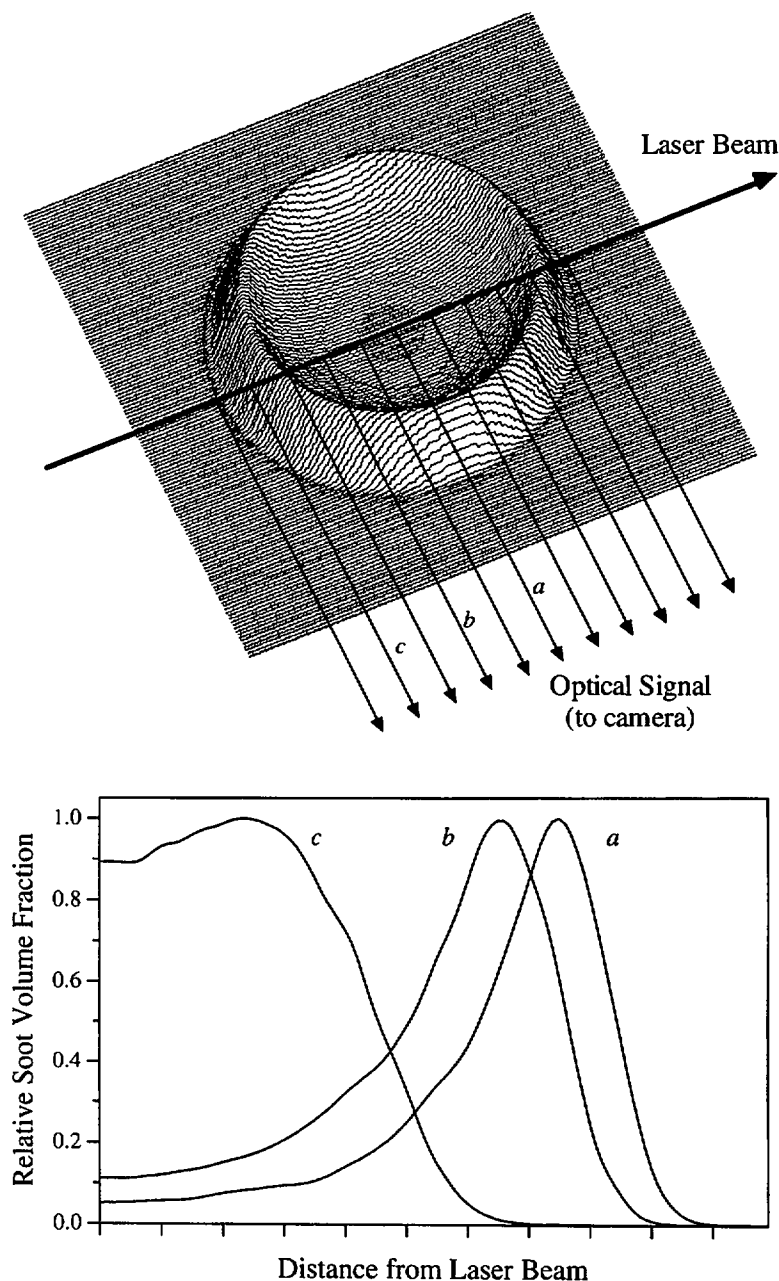 Laser Beam
a
b
c
Optical Signal
(to camera)
1.0
0.8
0.6
0.4
0.2
0.0
Relative Soot Volume Fraction
c
b
a
Distance from Laser Beam